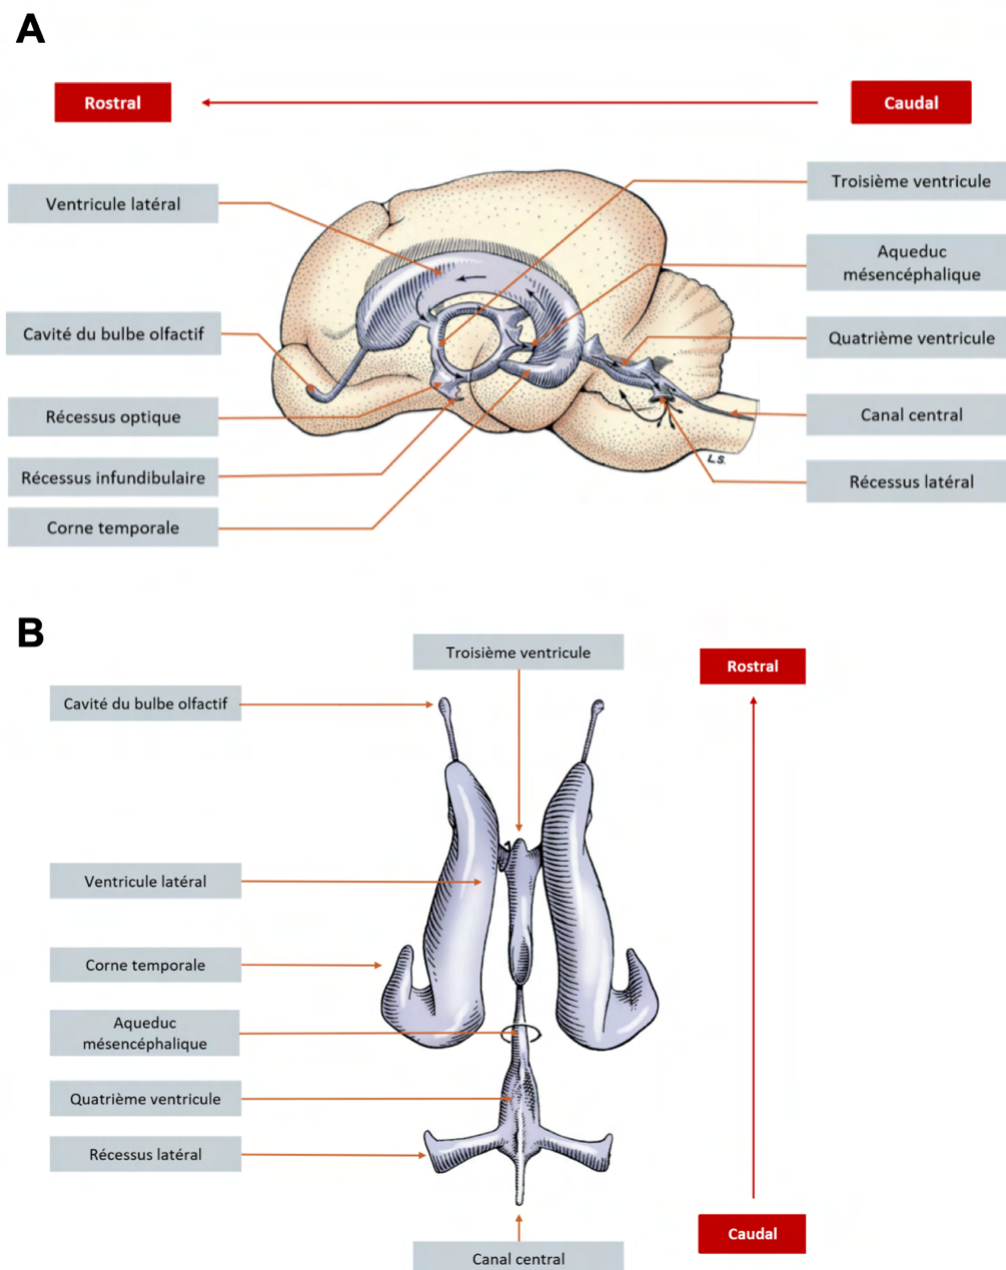 A
Rostral
Caudal
Troisième ventricule
Ventricule latéral
Aqueduc
mésencéphalique
Cavité du bulbe olfactif
Quatrième ventricule
Récessus optique
Canal central
L.S.
Récessus infundibulaire
Récessus latéral
Corne temporale
B
Troisième ventricule
Rostral
Cavité du bulbe olfactif
Ventricule latéral
Corne temporale
Aqueduc
mésencéphalique
Quatrième ventricule
Récessus latéral
Caudal
Canal central